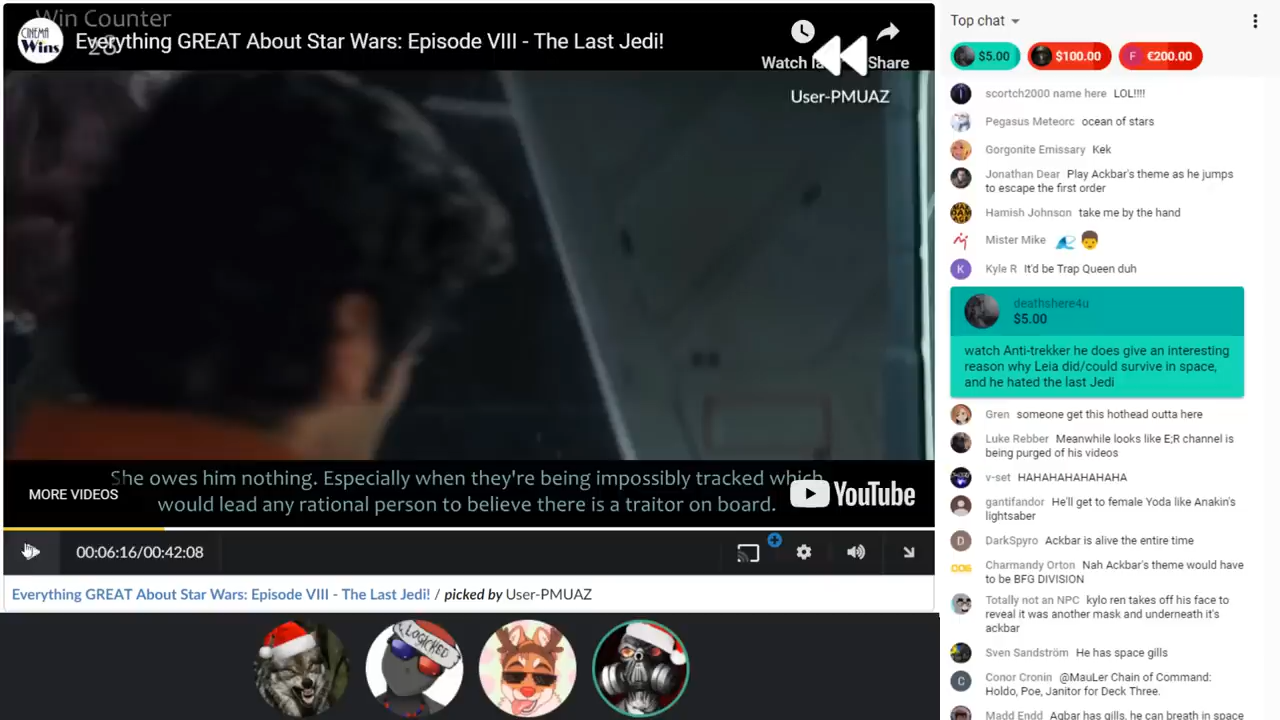 Win Counter
28
CINEMA Wins
Everything GREAT About Star Wars: Episode VIII - The Last Jedi!
Share
User-PMUAZ
She owes him nothing. Especially when they're being impossibly tracked which
would lead any rational person to believe there is a traitor on board.
MORE VIDEOS
YouTube
00:06:16/00:42:08
Everything GREAT About Star Wars: Episode VIII - The Last Jedi! / picked by User-PMUAZ
LOGICKED
Top chat
$5.00
$100.00
F €200.00
scortch2000 name here LOL!!!!
Pegasus Meteorc ocean of stars
Gorgonite Emissary Kek
Jonathan Dear Play Ackbar's theme as he jumps
to escape the first order
Hamish Johnson take me by the hand
Mister Mike 🌊 👨
K Kyle R It'd be Trap Queen duh
deathshere4u
$5.00
watch Anti-trekker he does give an interesting
reason why Leia did/could survive in space,
and he hated the last Jedi
Gren someone get this hothead outta here
Luke Rebber Meanwhile looks like E;R channel is
being purged of his videos
v-set HAHAHAHAHAHAHA
gantifandor He'll get to female Yoda like Anakin's
lightsaber
D DarkSpyro Ackbar is alive the entire time
Charmandy Orton Nah Ackbar's theme would have
to be BFG DIVISION
Totally not an NPC kylo ren takes off his face to
reveal it was another mask and underneath it's
ackbar
Sven Sandström He has space gills
C Conor Cronin @MauLer Chain of Command:
Holdo, Poe, Janitor for Deck Three.
Madd Endd Agbar has gills, he can breath in space